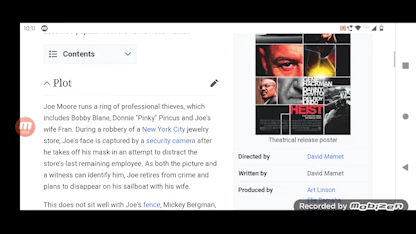 10:11
Contents
Plot
Joe Moore runs a ring of professional thieves, which
includes Bobby Blane, Donnie "Pinky" Pincus and Joe's
wife Fran. During a robbery of a New York City jewelry
store, Joe's face is captured by a security camera after
he takes off his mask in an attempt to distract the
store's last remaining employee. As both the picture and
a witness can identify him, Joe retires from crime and
plans to disappear on his sailboat with his wife.
This does not sit well with Joe's fence, Mickey Bergman,
HACKMAN
DANNY
DEVITO
HEIST
Theatrical release poster
Directed by David Mamet
Written by David Mamet
Produced by Art Linson
Recorded by Mobizen